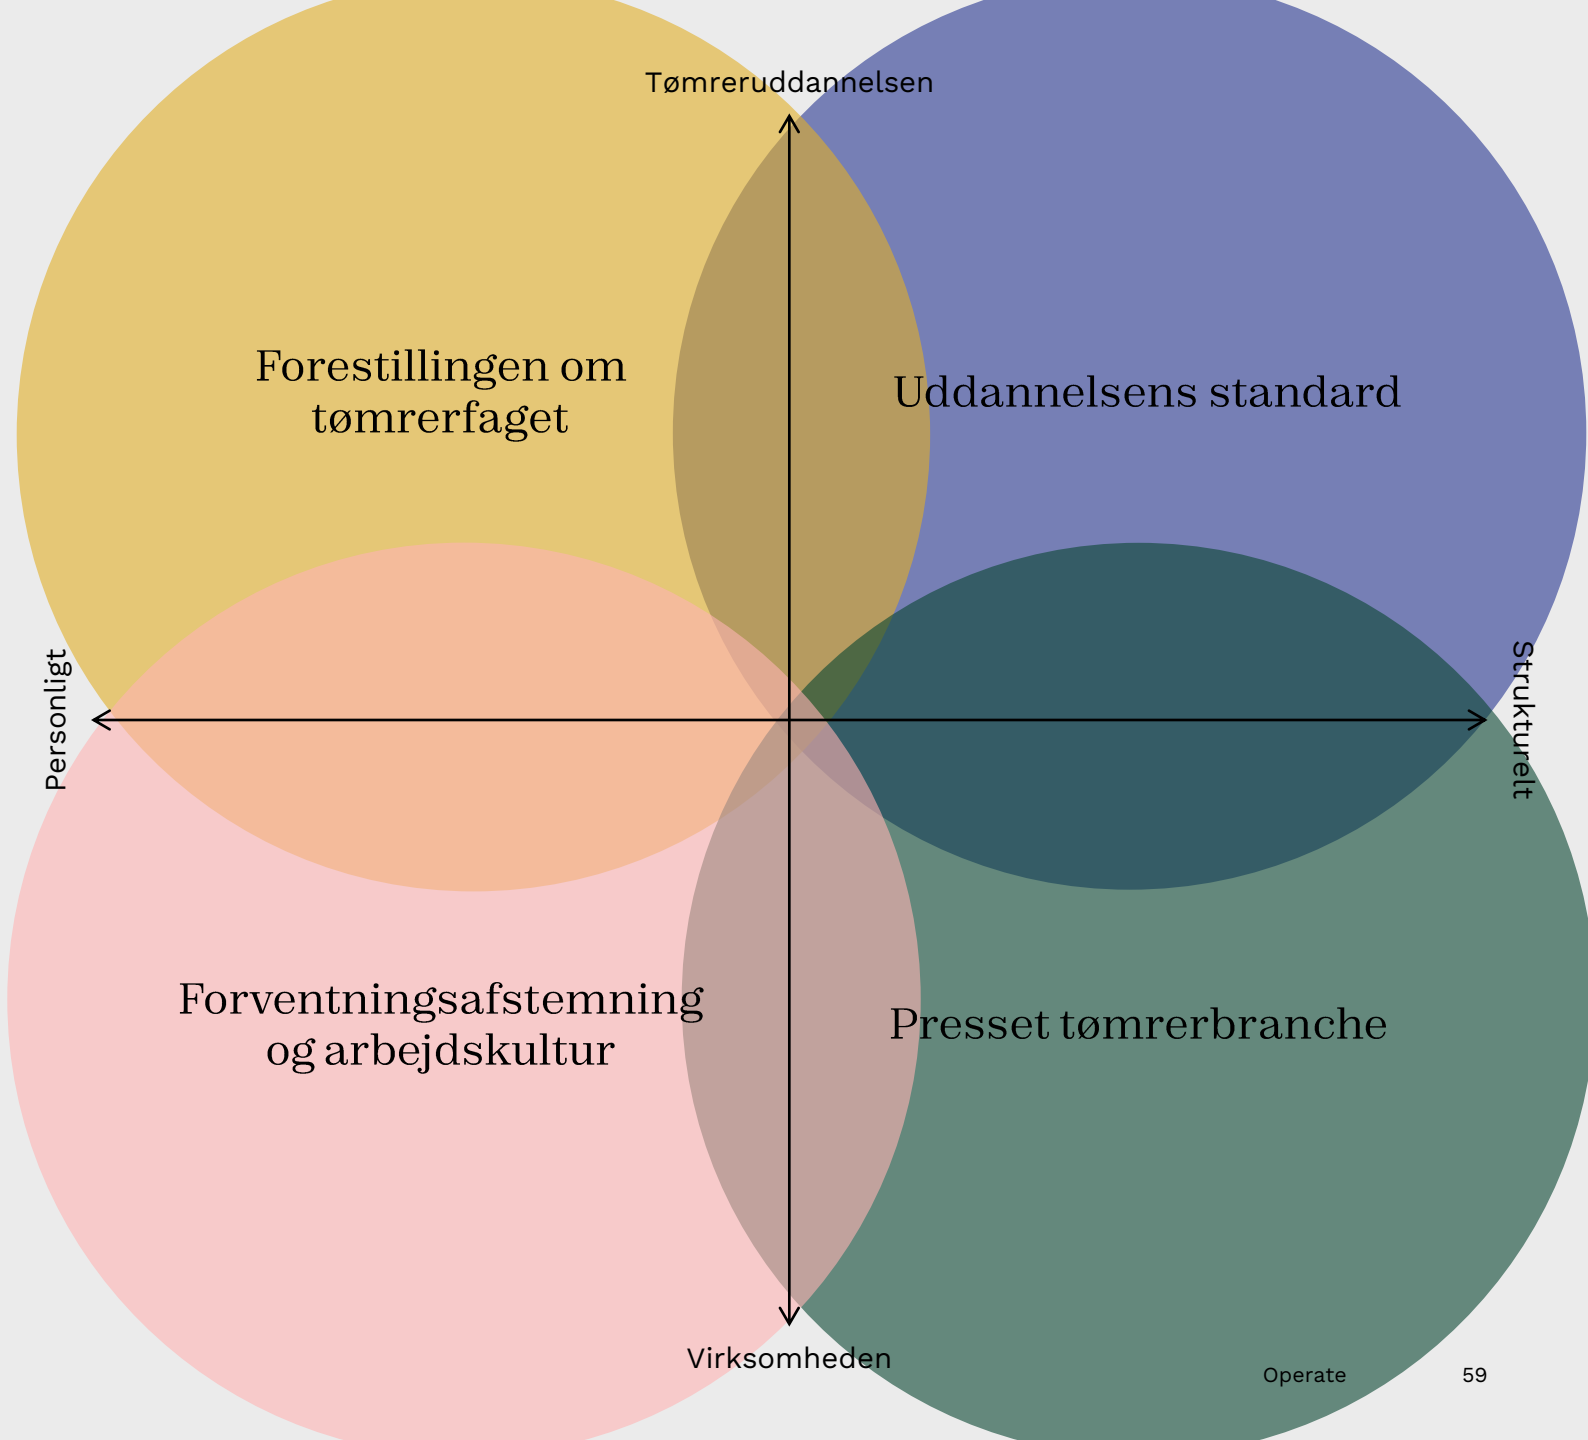 Tømreruddannelsen
Forestillingen om
tømrerfaget
Uddannelsens standard
Personligt
Strukturelt
Forventningsafstemning
og arbejdskultur
Presset tømrerbranche
Virksomheden
Operate 59